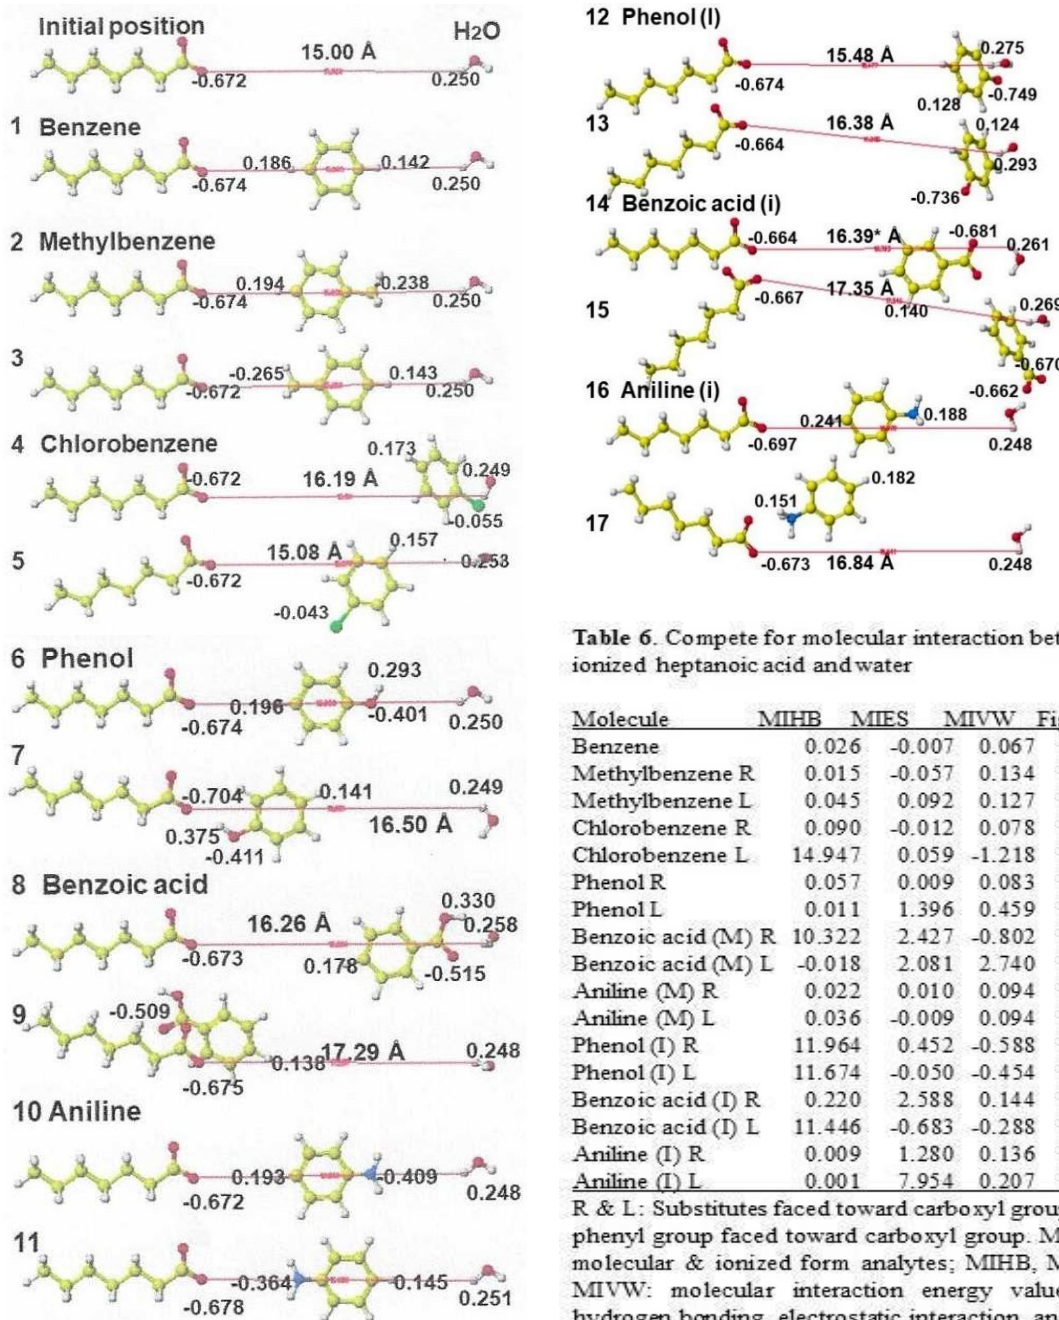 Initial position
H2O
15.00 Å
-0.672
0.250
1 Benzene
0.186
0.142
-0.674
0.250
2 Methylbenzene
0.194
-0.238
-0.674
0.250
3
-0.265
0.143
-0.672
0.250
4 Chlorobenzene
0.173
-0.672
16.19 Å
0.249
-0.055
5
15.08 Å
0.157
0.253
-0.672
-0.043
6 Phenol
0.293
0.196
-0.401
-0.674
0.250
7
-0.704
0.141
0.249
0.375
16.50 Å
-0.411
8 Benzoic acid
0.330
16.26 Å
0.258
-0.673
0.178
-0.515
9
-0.509
17.29 Å
0.248
0.138
-0.675
10 Aniline
0.193
-0.409
-0.672
0.248
11
-0.364
0.145
-0.678
0.251
12 Phenol (I)
15.48 Å
0.275
-0.674
-0.749
0.128
13
16.38 Å
0.124
-0.664
0.293
-0.736
14 Benzoic acid (i)
-0.664
16.39* Å
-0.681
0.261
15
-0.667
17.35 Å
0.140
0.269
-0.670
-0.662
16 Aniline (i)
0.241
0.188
-0.697
0.248
0.182
0.151
17
-0.673
16.84 Å
0.248
Table 6. Compete for molecular interaction bet
ionized heptanoic acid and water
Molecule MIHB MIES MIVW Fig
Benzene 0.026 -0.007 0.067
Methylbenzene R 0.015 -0.057 0.134
Methylbenzene L 0.045 0.092 0.127
Chlorobenzene R 0.090 -0.012 0.078
Chlorobenzene L 14.947 0.059 -1.218
Phenol R 0.057 0.009 0.083
Phenol L 0.011 1.396 0.459
Benzoic acid (M) R 10.322 2.427 -0.802
Benzoic acid (M) L -0.018 2.081 2.740
Aniline (M) R 0.022 0.010 0.094
Aniline (M) L 0.036 -0.009 0.094
Phenol (I) R 11.964 0.452 -0.588
Phenol (I) L 11.674 -0.050 -0.454
Benzoic acid (I) R 0.220 2.588 0.144
Benzoic acid (I) L 11.446 -0.683 -0.288
Aniline (I) R 0.009 1.280 0.136
Aniline (I) L 0.001 7.954 0.207
R & L: Substitutes faced toward carboxyl grou
phenyl group faced toward carboxyl group. M
molecular & ionized form analytes; MIHB, M
MIVW: molecular interaction energy value
hydrogen bonding, electrostatic interaction, an